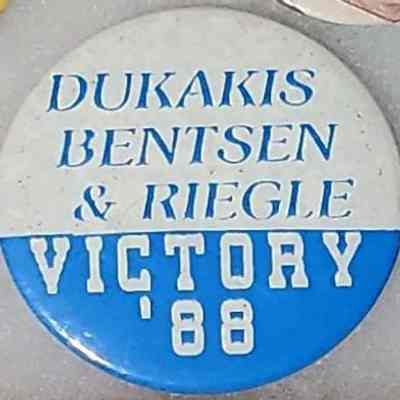 DUKAKIS
BENTSEN
& RIEGLE
VICTORY
'88